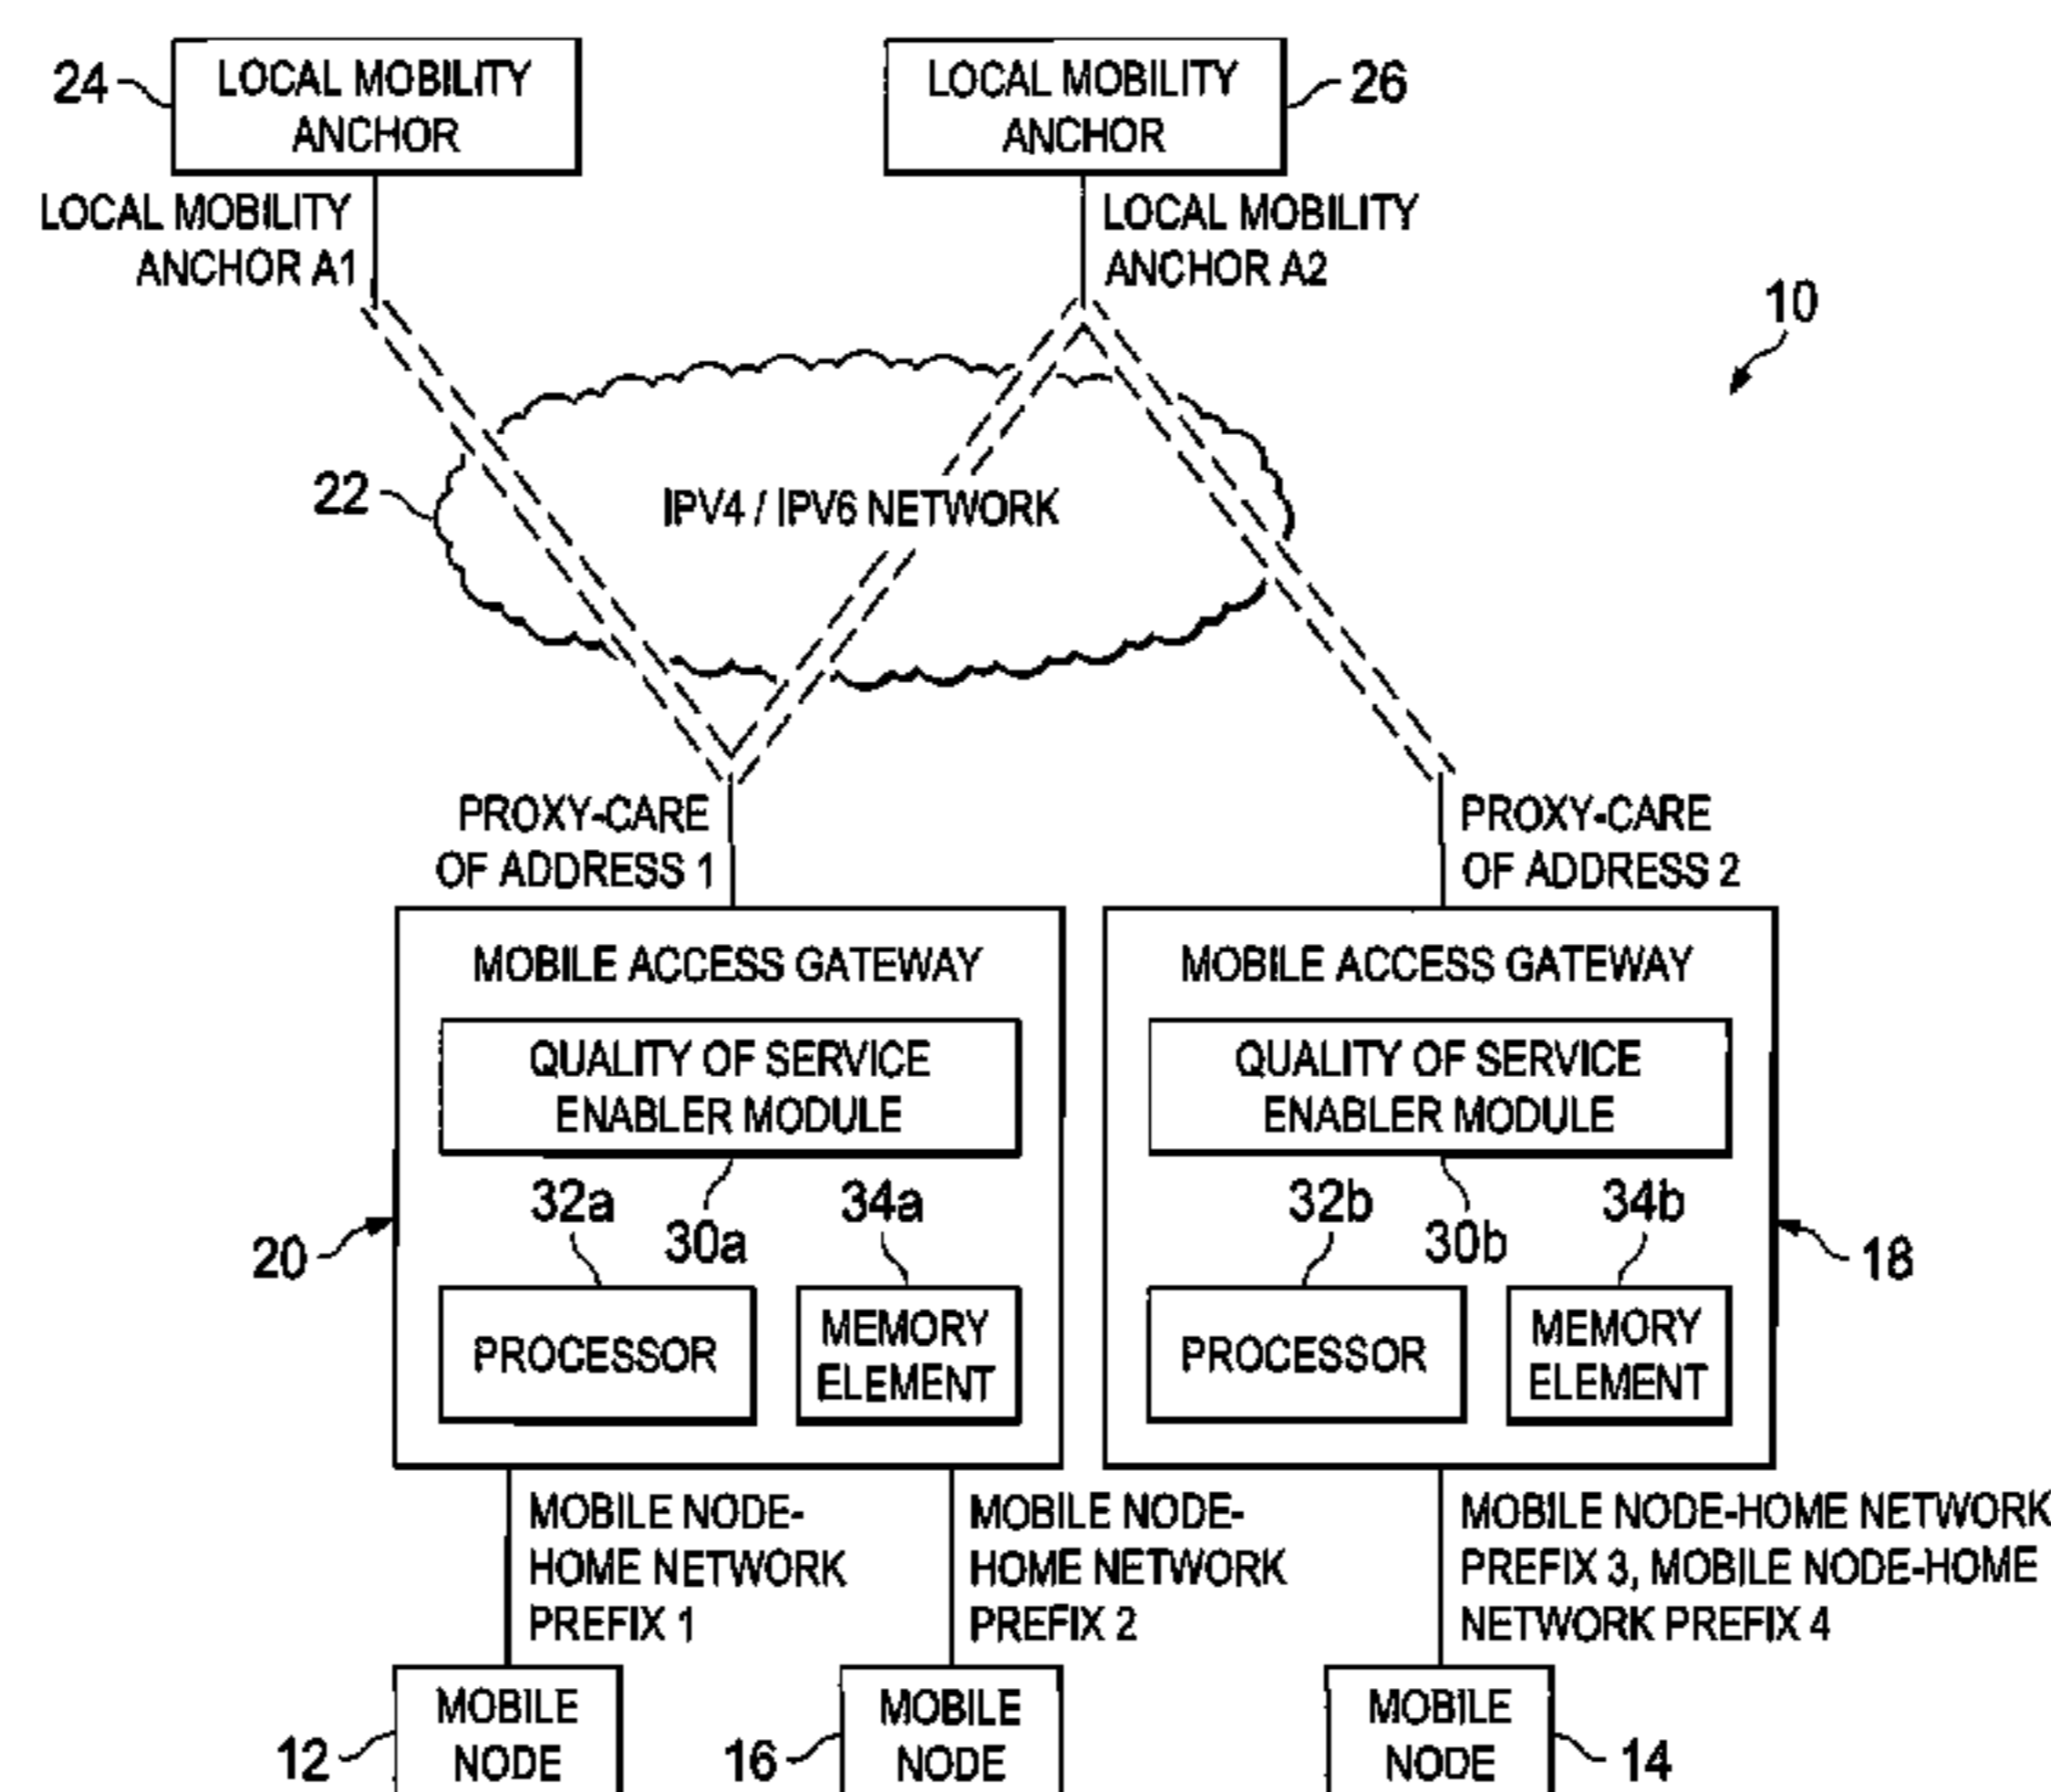 24
LOCAL MOBILITY
ANCHOR
LOCAL MOBILITY
ANCHOR
26
LOCAL MOBILITY
ANCHOR A1
LOCAL MOBILITY
ANCHOR A2
10
22
IPV4 / IPV6 NETWORK
PROXY-CARE
OF ADDRESS 1
PROXY-CARE
OF ADDRESS 2
MOBILE ACCESS GATEWAY
QUALITY OF SERVICE
ENABLER MODULE
32a
30a
34a
20
PROCESSOR
MEMORY
ELEMENT
MOBILE ACCESS GATEWAY
QUALITY OF SERVICE
ENABLER MODULE
32b
30b
34b
18
PROCESSOR
MEMORY
ELEMENT
MOBILE NODE-
HOME NETWORK
PREFIX 1
MOBILE NODE-
HOME NETWORK
PREFIX 2
MOBILE NODE-HOME NETWORK
PREFIX 3, MOBILE NODE-HOME
NETWORK PREFIX 4
12
MOBILE
NODE
16
MOBILE
NODE
MOBILE
NODE
14